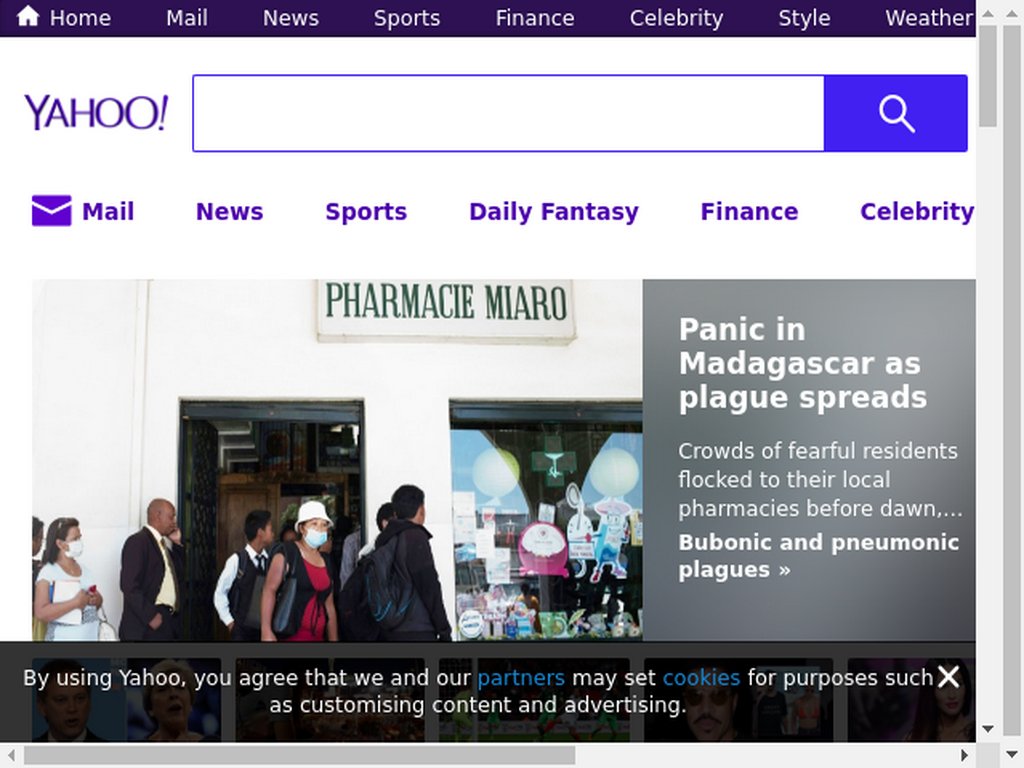 Home Mail News Sports Finance Celebrity Style Weather
YAHOO!
Mail News Sports Daily Fantasy Finance Celebrity
PHARMACIE MIARO
Panic in
Madagascar as
plague spreads
Crowds of fearful residents
flocked to their local
pharmacies before dawn,...
Bubonic and pneumonic
plagues »
By using Yahoo, you agree that we and our partners may set cookies for purposes such
as customising content and advertising.